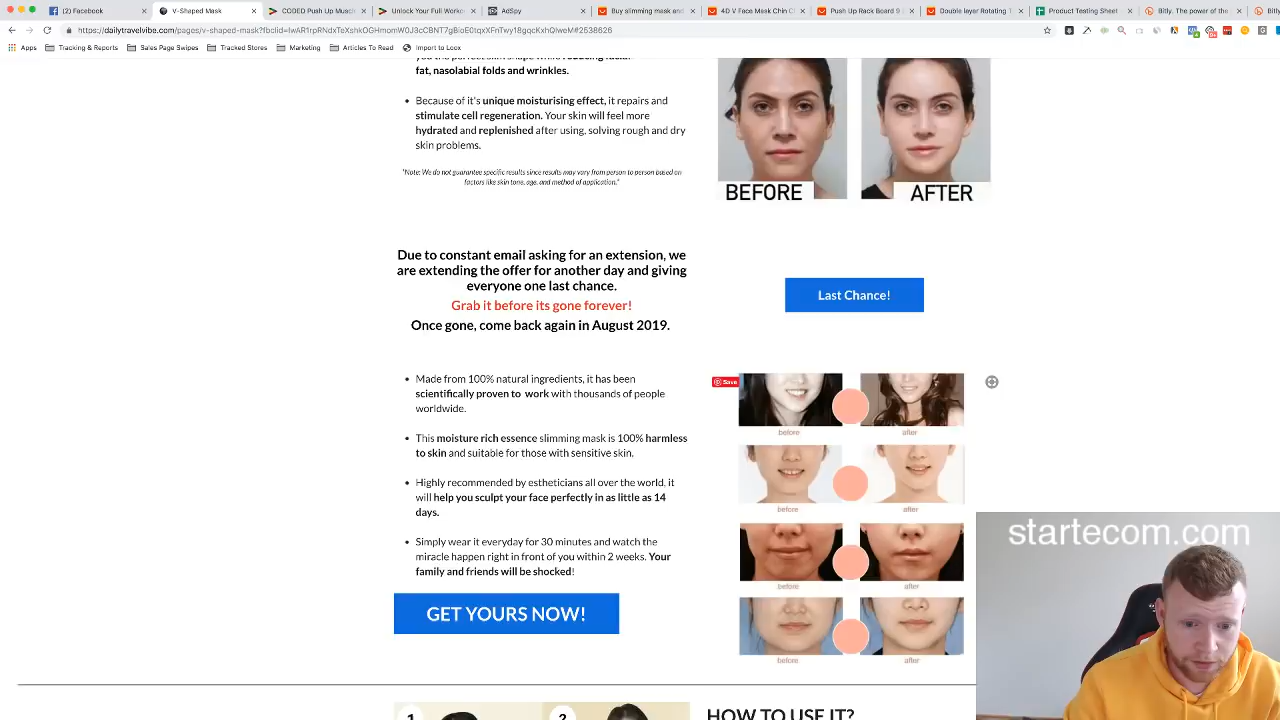 (2) Facebook
V-Shaped Mask
CODED Push Up Muscle
Unlock Your Full Workou
AdSpy
Buy slimming mask and
4D V Face Mask Chin C
Push Up Rack Board 9
Double layer Rotating T
Product Testing Sheet
Bitly. The power of the
Bitly
https://dailytravelvibe.com/pages/v-shaped-mask?
Apps
Tracking & Reports
Sales Page Swipes
Tracked Stores
Marketing
Articles To Read
Import to Loox
fat, nasolabial folds and wrinkles.
• Because of it's unique moisturising effect, it repairs and
stimulate cell regeneration. Your skin will feel more
hydrated and replenished after using, solving rough and dry
skin problems.
"Note: We do not guarantee specific results since results may vary from person to person based on
factors like skin tone, age, and method of application."
BEFORE
AFTER
Due to constant email asking for an extension, we
are extending the offer for another day and giving
everyone one last chance.
Grab it before its gone forever!
Once gone, come back again in August 2019.
Last Chance!
• Made from 100% natural ingredients, it has been
scientifically proven to work with thousands of people
worldwide.
• This moisture rich essence slimming mask is 100% harmless
to skin and suitable for those with sensitive skin.
• Highly recommended by estheticians all over the world, it
will help you sculpt your face perfectly in as little as 14
days.
• Simply wear it everyday for 30 minutes and watch the
miracle happen right in front of you within 2 weeks. Your
family and friends will be shocked!
GET YOURS NOW!
Save
before
after
before
after
before
after
before
after
startecom.com
1
2
HOW TO USE IT?